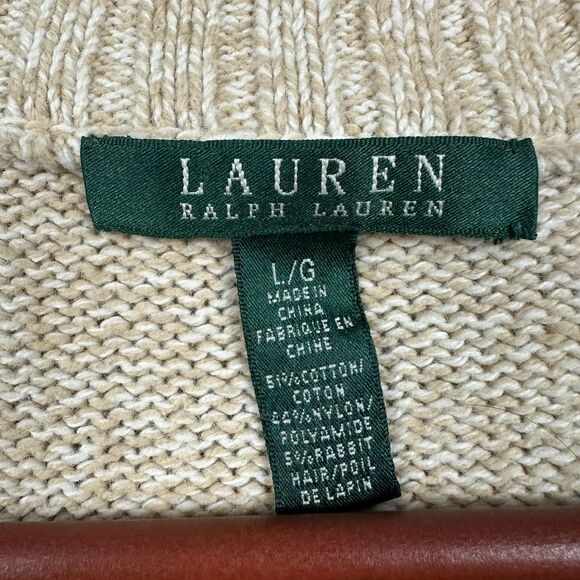 LAUREN
RALPH LAUREN
L/G
MADE IN
CHINA
FABRIQUE EN
CHINE
51% COTTON/
COTON
44% NYLON/
POLYAMIDE
5% RABBIT
HAIR/POIL
DE LAPIN